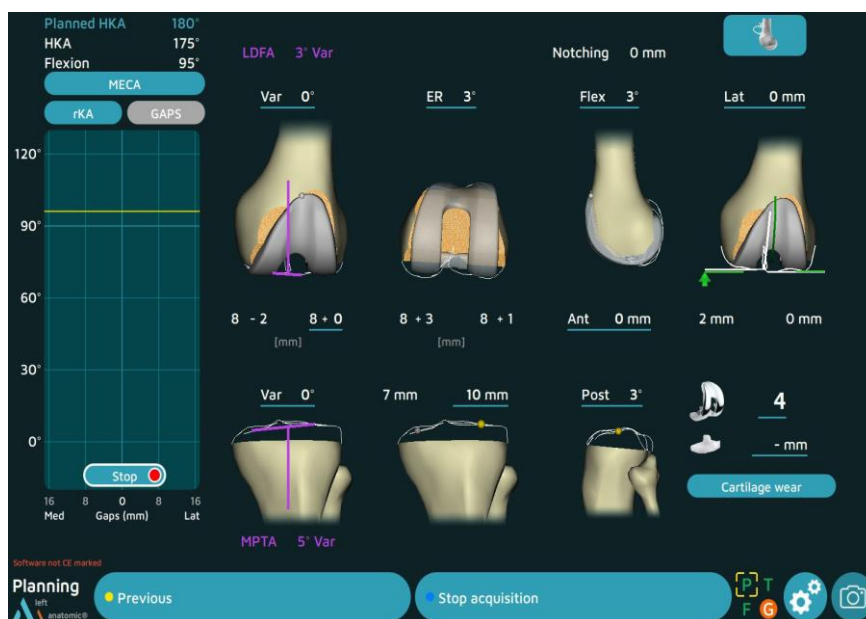 Planned HKA 180°
HKA 175°
Flexion 95°
MECA
rKA GAPS
120°
90°
60°
30°
0°
Stop
16 8 0 8 16
Med Gaps (mm) Lat
LDFA 3° Var
Notching 0 mm
Var 0° ER 3° Flex 3° Lat 0 mm
8 - 2 8 + 0 8 + 3 8 + 1 Ant 0 mm 2 mm 0 mm
[mm] [mm]
Var 0° 7 mm 10 mm Post 3°
4
- mm
Cartilage wear
MPTA 5° Var
Software not CE marked
Planning
left
anatomic®
Previous
Stop acquisition
P T
F G